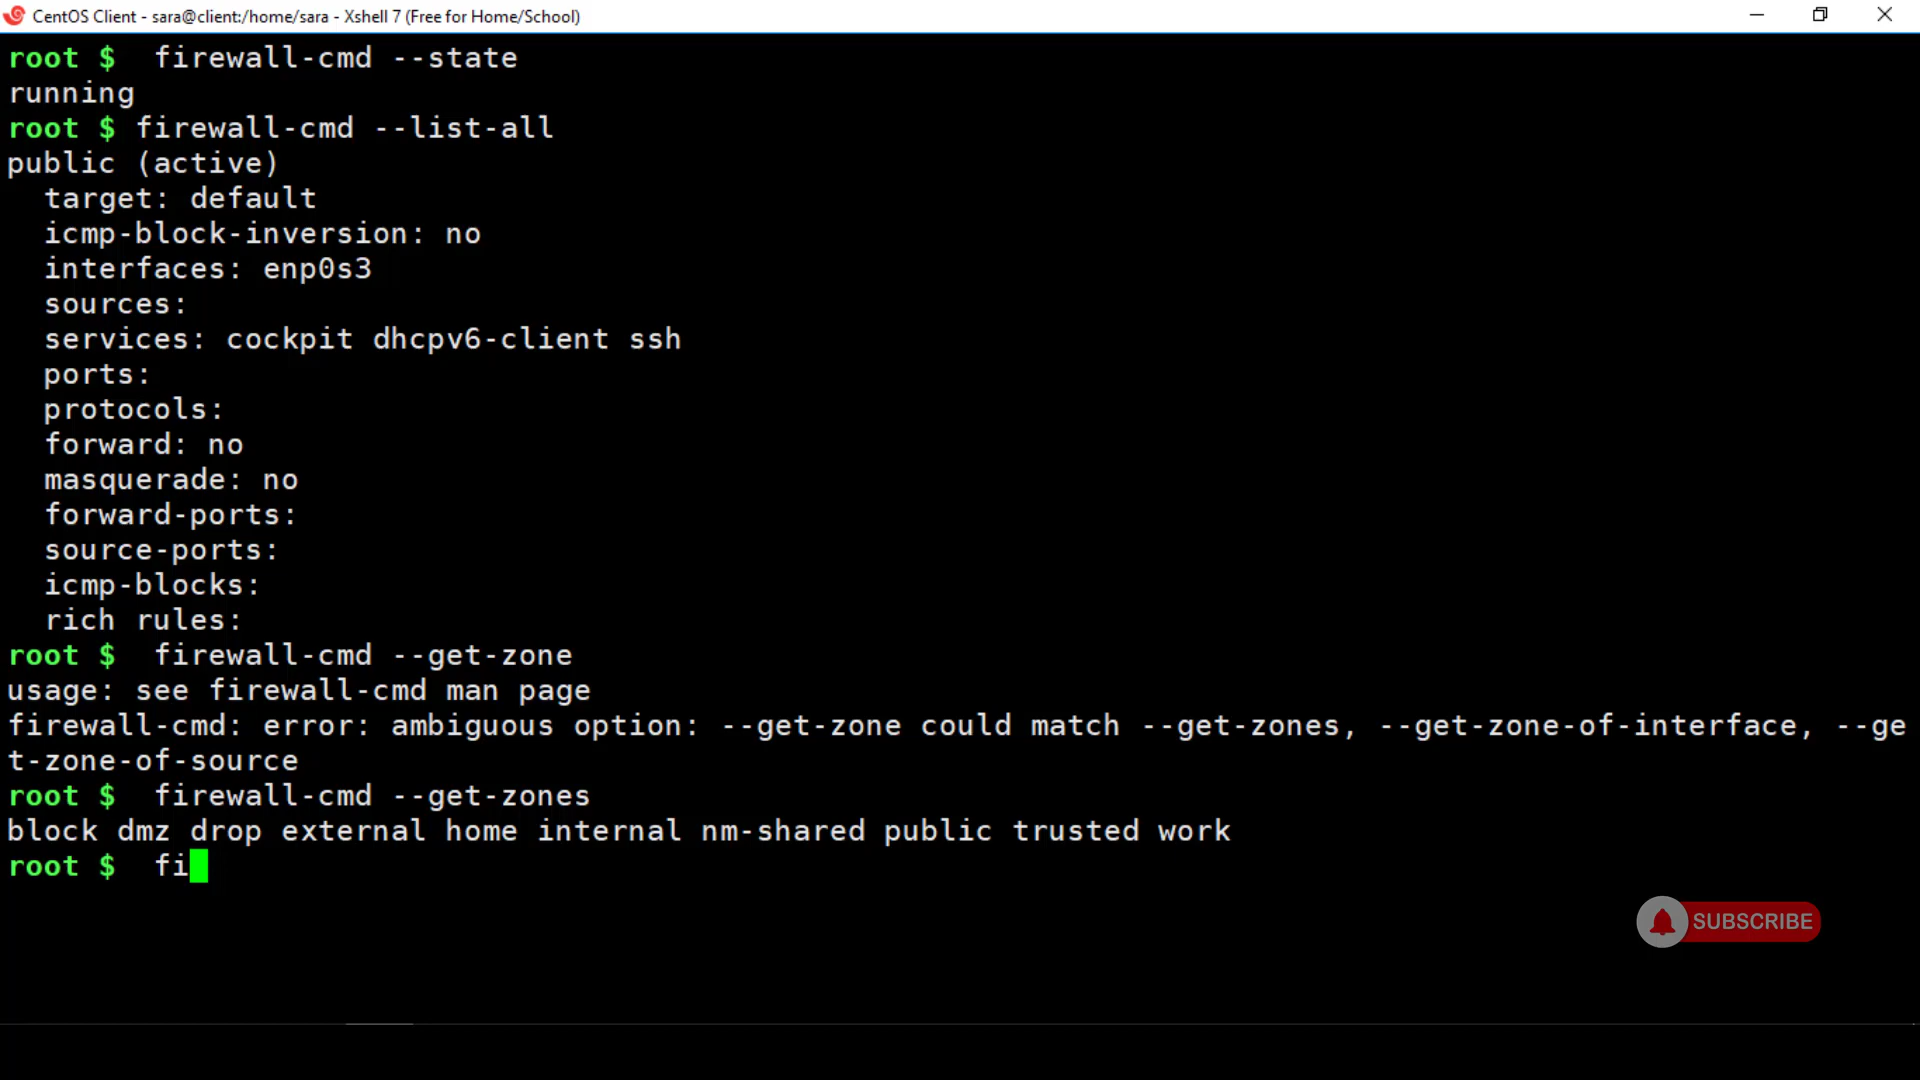 CentOS Client - sara@client:/home/sara - Xshell 7 (Free for Home/School)
root $  firewall-cmd --state
running
root $ firewall-cmd --list-all
public (active)
  target: default
  icmp-block-inversion: no
  interfaces: enp0s3
  sources:
  services: cockpit dhcpv6-client ssh
  ports:
  protocols:
  forward: no
  masquerade: no
  forward-ports:
  source-ports:
  icmp-blocks:
  rich rules:
root $  firewall-cmd --get-zone
usage: see firewall-cmd man page
firewall-cmd: error: ambiguous option: --get-zone could match --get-zones, --get-zone-of-interface, --ge
t-zone-of-source
root $  firewall-cmd --get-zones
block dmz drop external home internal nm-shared public trusted work
root $  fi
SUBSCRIBE